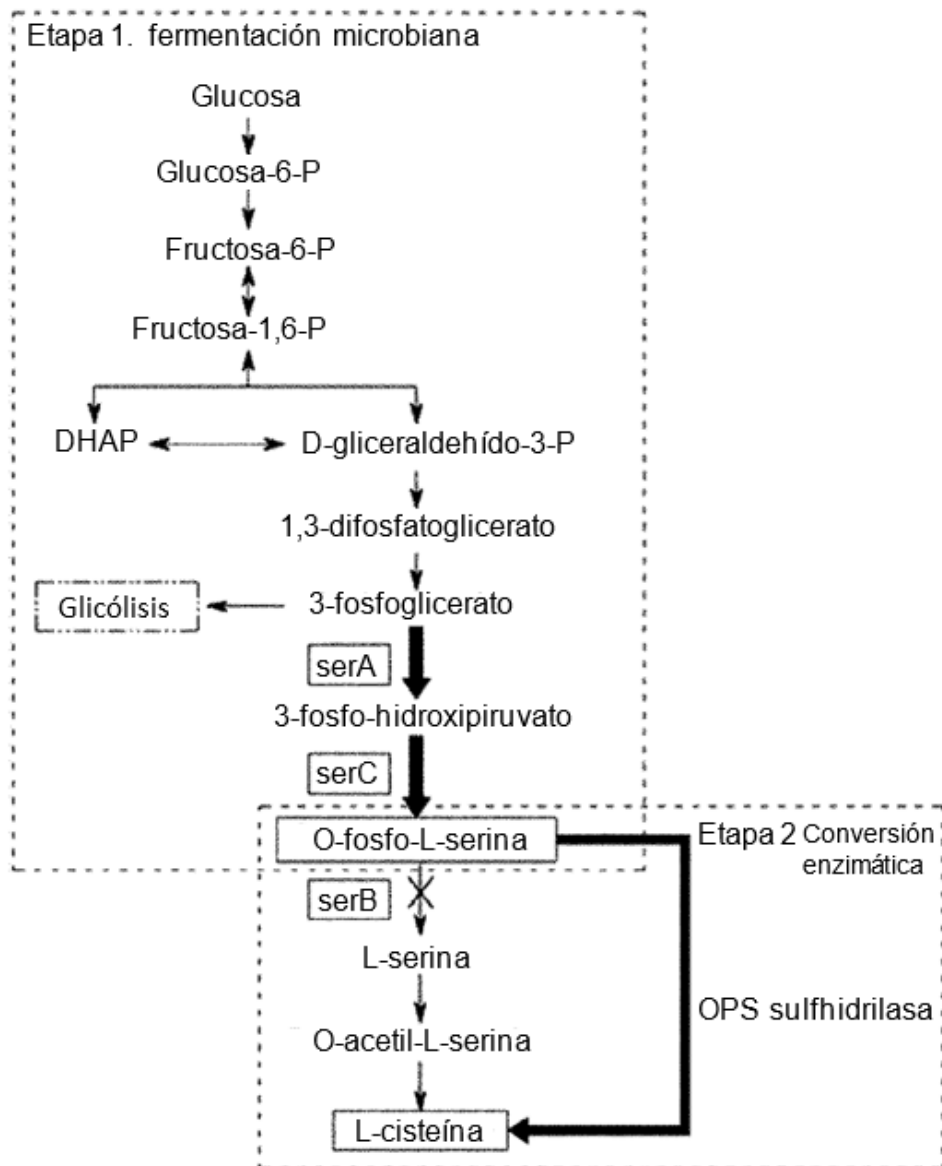 Etapa 1. fermentación microbiana
Glucosa
Glucosa-6-P
Fructosa-6-P
Fructosa-1,6-P
DHAP
D-gliceraldehído-3-P
1,3-difosfatoglicerato
Glicólisis
3-fosfoglicerato
serA
3-fosfo-hidroxipiruvato
serC
O-fosfo-L-serina
Etapa 2 Conversión
enzimática
serB
L-serina
OPS sulfhidrilasa
O-acetil-L-serina
L-cisteína